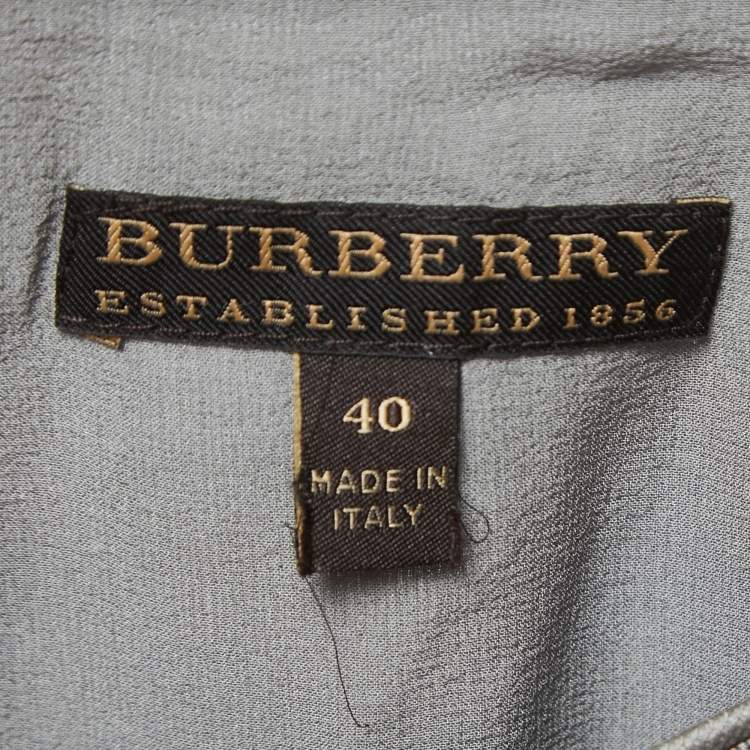 BURBERRY
ESTABLISHED 1856
40
MADE IN
ITALY